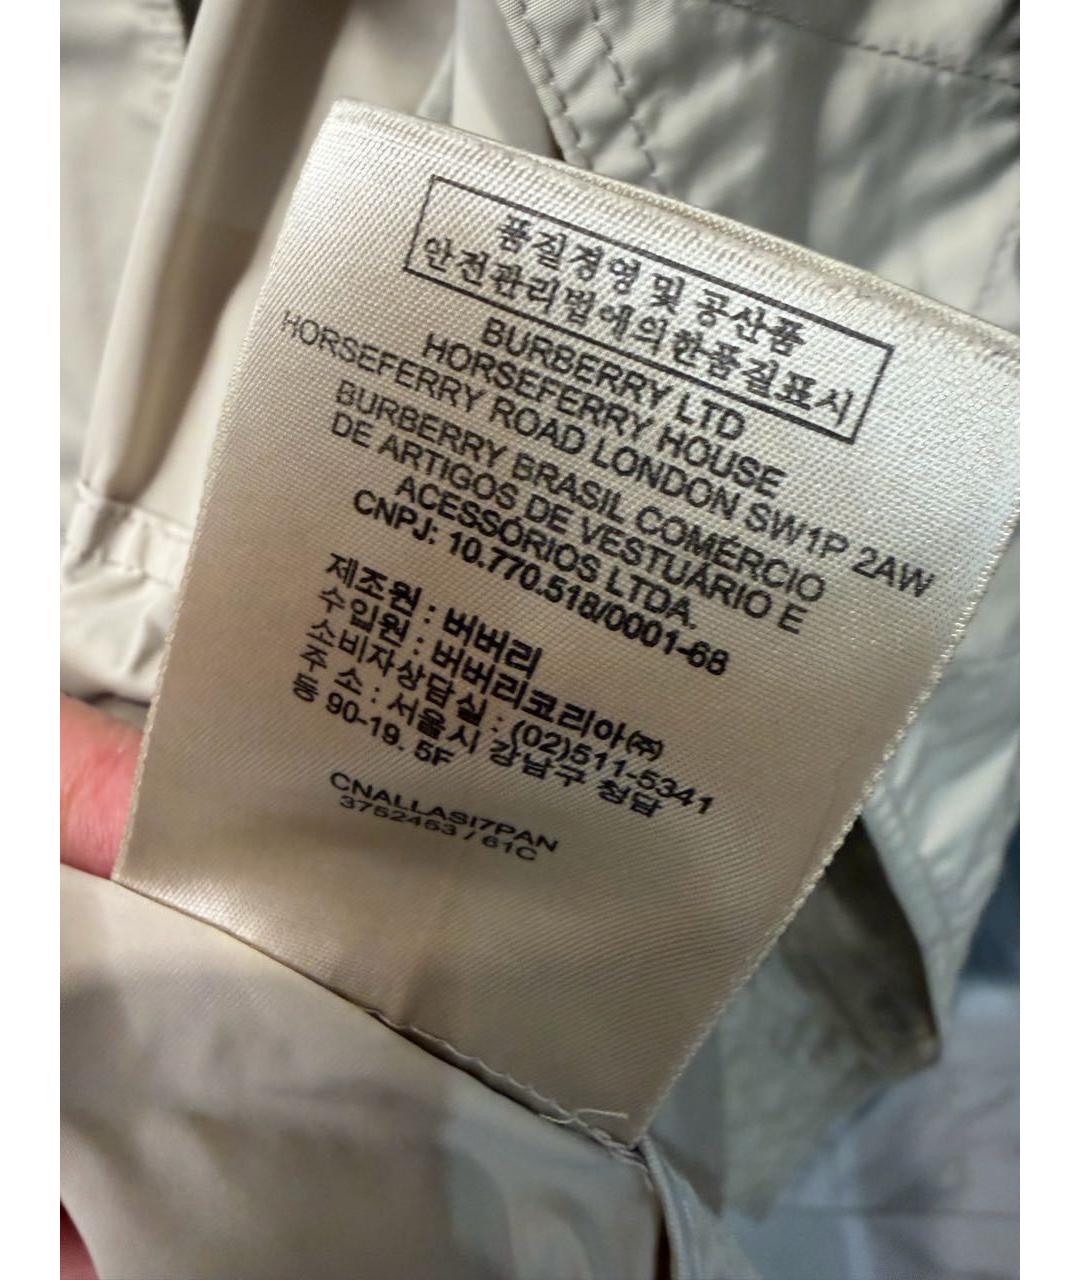 품질경영 및 공산품
안전관리법에의한품질표시
BURBERRY LTD
HORSEFERRY HOUSE
HORSEFERRY ROAD LONDON SW1P 2AW
BURBERRY BRASIL COMÉRCIO
DE ARTIGOS DE VESTUÁRIO E
ACESSÓRIOS LTDA.
CNPJ: 10.770.518/0001-68
제조원 : 버버리
수입원 : 버버리코리아(주)
소비자상담실 : (02)511-5341
주 소 : 서울시 강남구 청담
동 90-19. 5F
CNALLASI7PAN
3752453 / 61C